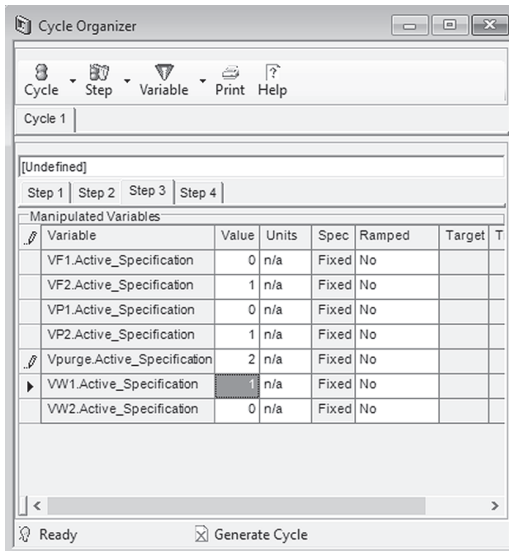 Cycle Organizer
Cycle Step Variable Print Help
Cycle 1
[Undefined]
Step 1 Step 2 Step 3 Step 4
Manipulated Variables
Variable Value Units Spec Ramped Target T
VF1.Active_Specification 0 n/a Fixed No
VF2.Active_Specification 1 n/a Fixed No
VP1.Active_Specification 0 n/a Fixed No
VP2.Active_Specification 1 n/a Fixed No
Vpurge.Active_Specification 2 n/a Fixed No
VW1.Active_Specification 1 n/a Fixed No
VW2.Active_Specification 0 n/a Fixed No
Ready Generate Cycle